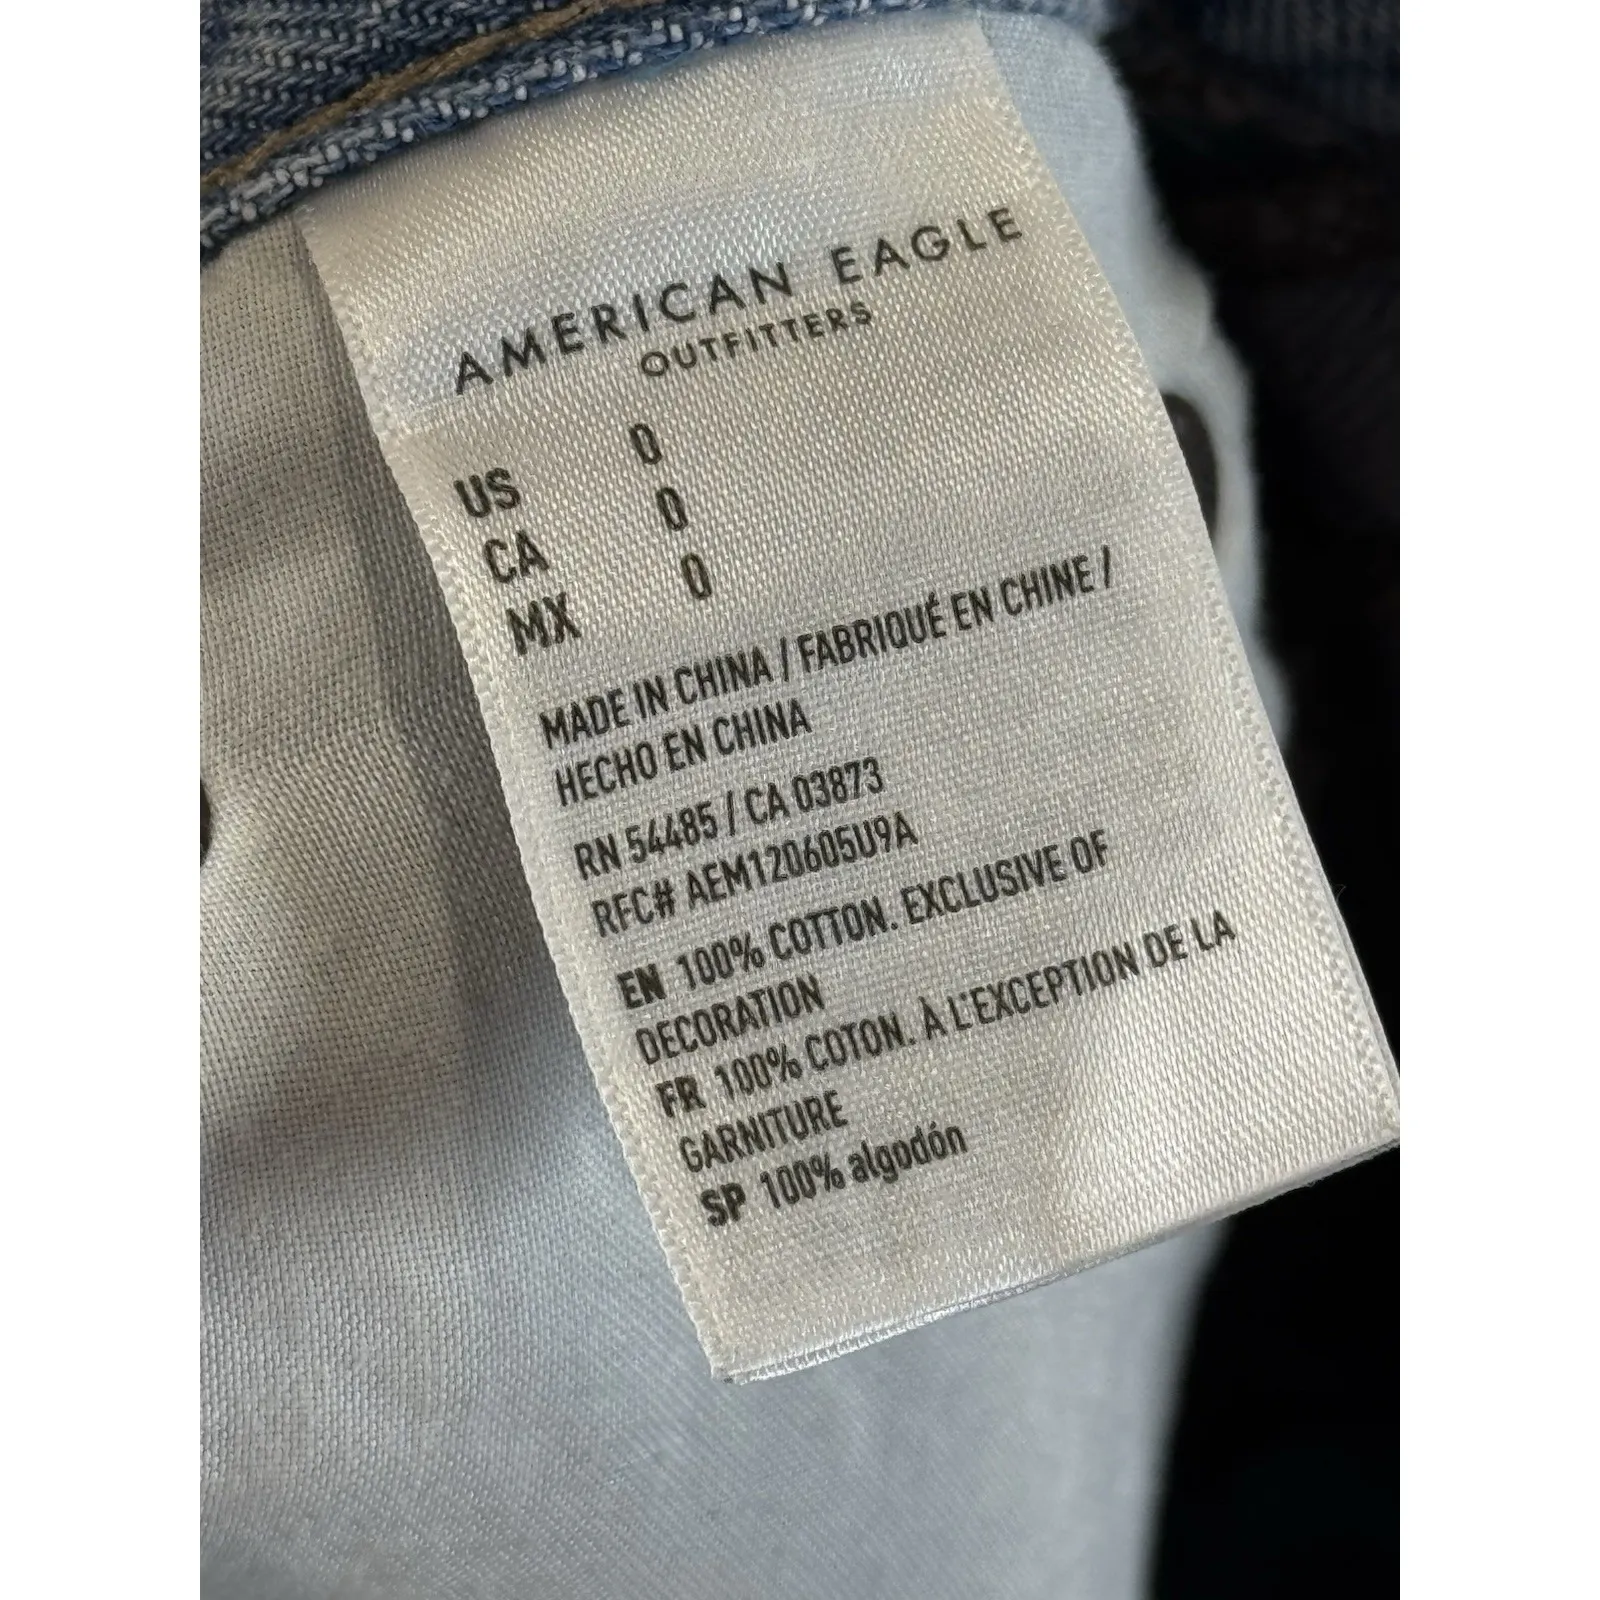 AMERICAN EAGLE
OUTFITTERS
US 0
CA 0
MX 0
MADE IN CHINA / FABRIQUÉ EN CHINE /
HECHO EN CHINA
RN 54485 / CA 03873
RFC# AEM120605U9A
EN 100% COTTON. EXCLUSIVE OF
DECORATION
FR 100% COTON. À L'EXCEPTION DE LA
GARNITURE
SP 100% algodón